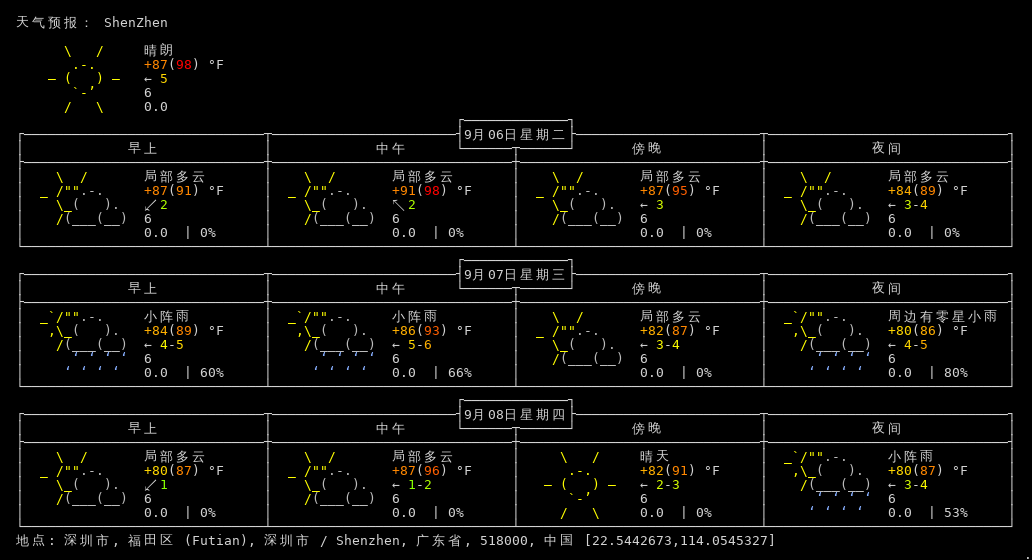 天气预报： ShenZhen
晴朗
+87(98) °F
← 5
6
0.0
9月06日星期二
早上 中午 傍晚 夜间
局部多云 局部多云 局部多云 局部多云
+87(91) °F +91(98) °F +87(95) °F +84(89) °F
↙ 2 ↖ 2 ← 3 ← 3-4
6 6 6 6
0.0 | 0% 0.0 | 0% 0.0 | 0% 0.0 | 0%
9月07日星期三
早上 中午 傍晚 夜间
小阵雨 小阵雨 局部多云 周边有零星小雨
+84(89) °F +86(93) °F +82(87) °F +80(86) °F
← 4-5 ← 5-6 ← 3-4 ← 4-5
6 6 6 6
0.0 | 60% 0.0 | 66% 0.0 | 0% 0.0 | 80%
9月08日星期四
早上 中午 傍晚 夜间
局部多云 局部多云 晴天 小阵雨
+80(87) °F +87(96) °F +82(91) °F +80(87) °F
↙ 1 ← 1-2 ← 2-3 ← 3-4
6 6 6 6
0.0 | 0% 0.0 | 0% 0.0 | 0% 0.0 | 53%
地点: 深圳市, 福田区 (Futian), 深圳市 / Shenzhen, 广东省, 518000, 中国 [22.5442673,114.0545327]